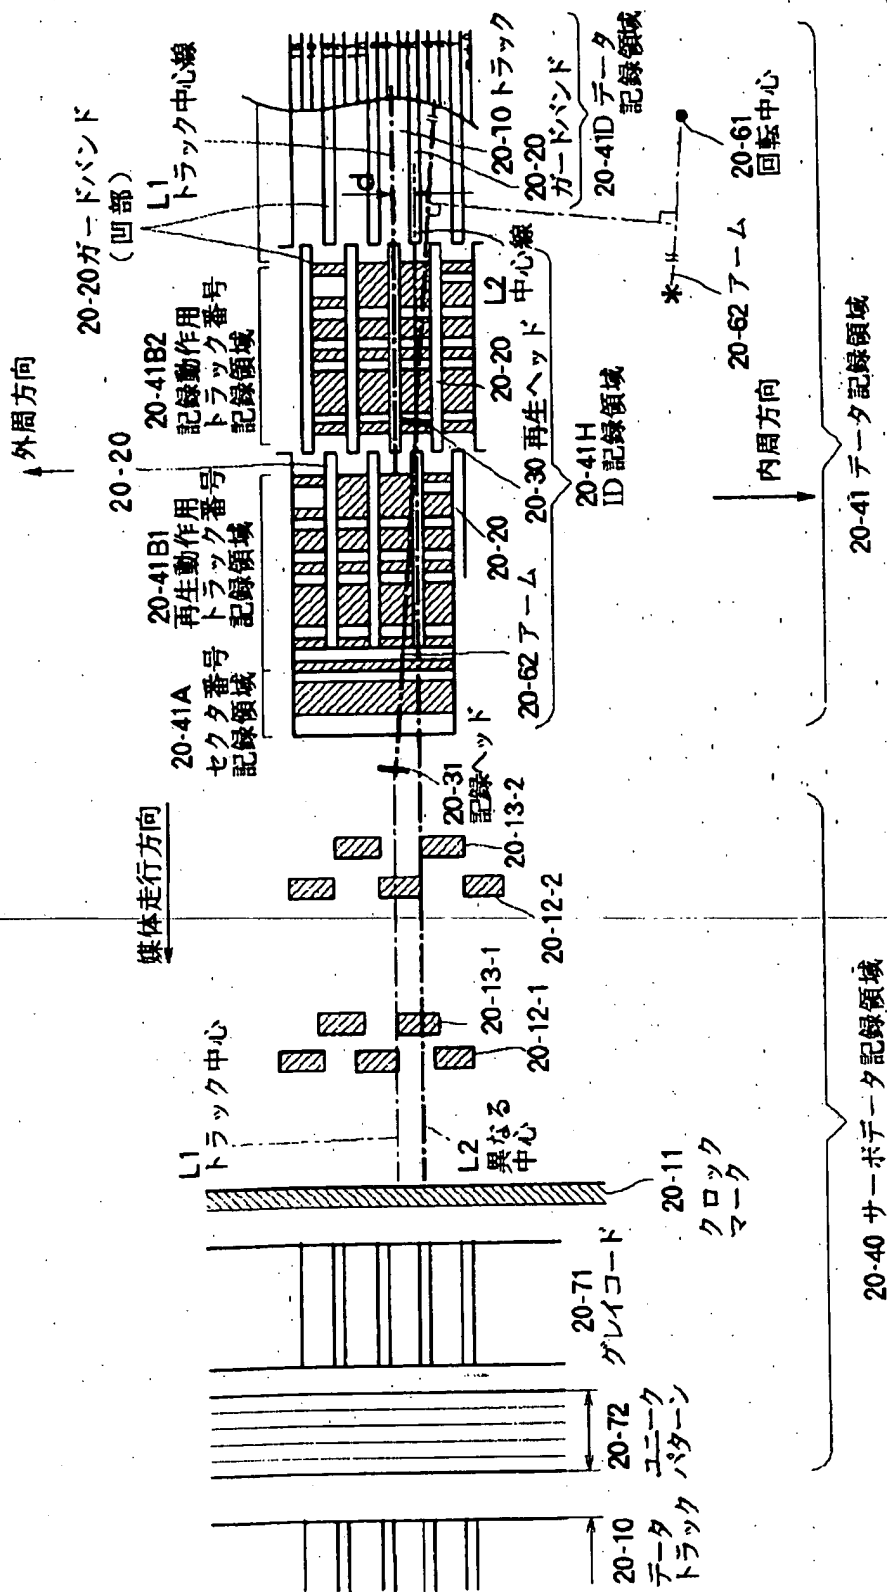 外周方向
媒体走行方向
20-20ガードバンド
(凹部)
L1
トラック中心線
20-41B2
記録動作用
トラック番号
記録領域
20-20
20-41B1
再生動作用
トラック番号
記録領域
20-41A
セクタ番号
記録領域
L1
トラック中心
L2
異なる
中心
20-12-1
20-13-1
20-12-2
20-13-2
20-31
記録ヘッド
20-62 アーム
20-20
20-30 再生ヘッド
20-20
L2
中心線
d
20-10 トラック
20-20
ガードバンド
20-41D データ
記録領域
20-41H
ID 記録領域
20-62 アーム
20-61
回転中心
内周方向
20-10
データ
トラック
20-72
ユニーク
パターン
20-71
グレイコード
20-11
クロック
マーク
20-40 サーボデータ記録領域
20-41 データ記録領域